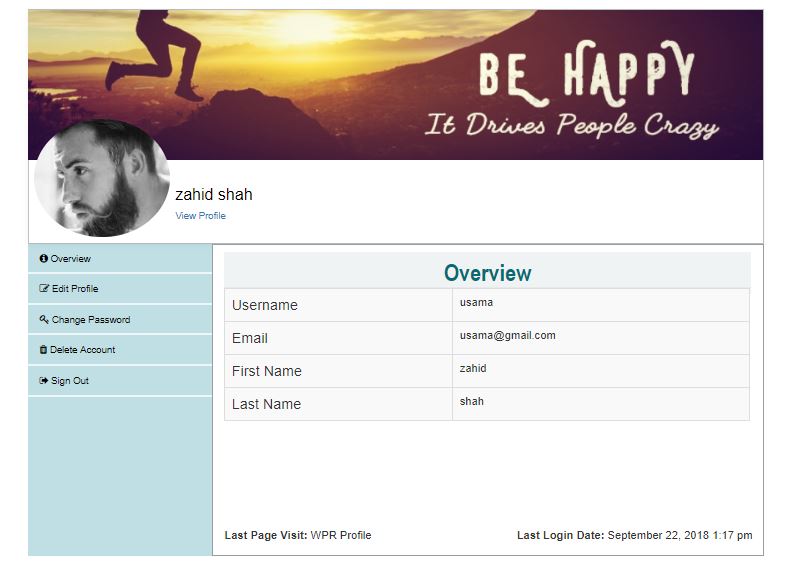 BE HAPPY
It Drives People Crazy
zahid shah
View Profile
Overview
Edit Profile
Change Password
Delete Account
Sign Out
Overview
Username usama
Email usama@gmail.com
First Name zahid
Last Name shah
Last Page Visit: WPR Profile Last Login Date: September 22, 2018 1:17 pm